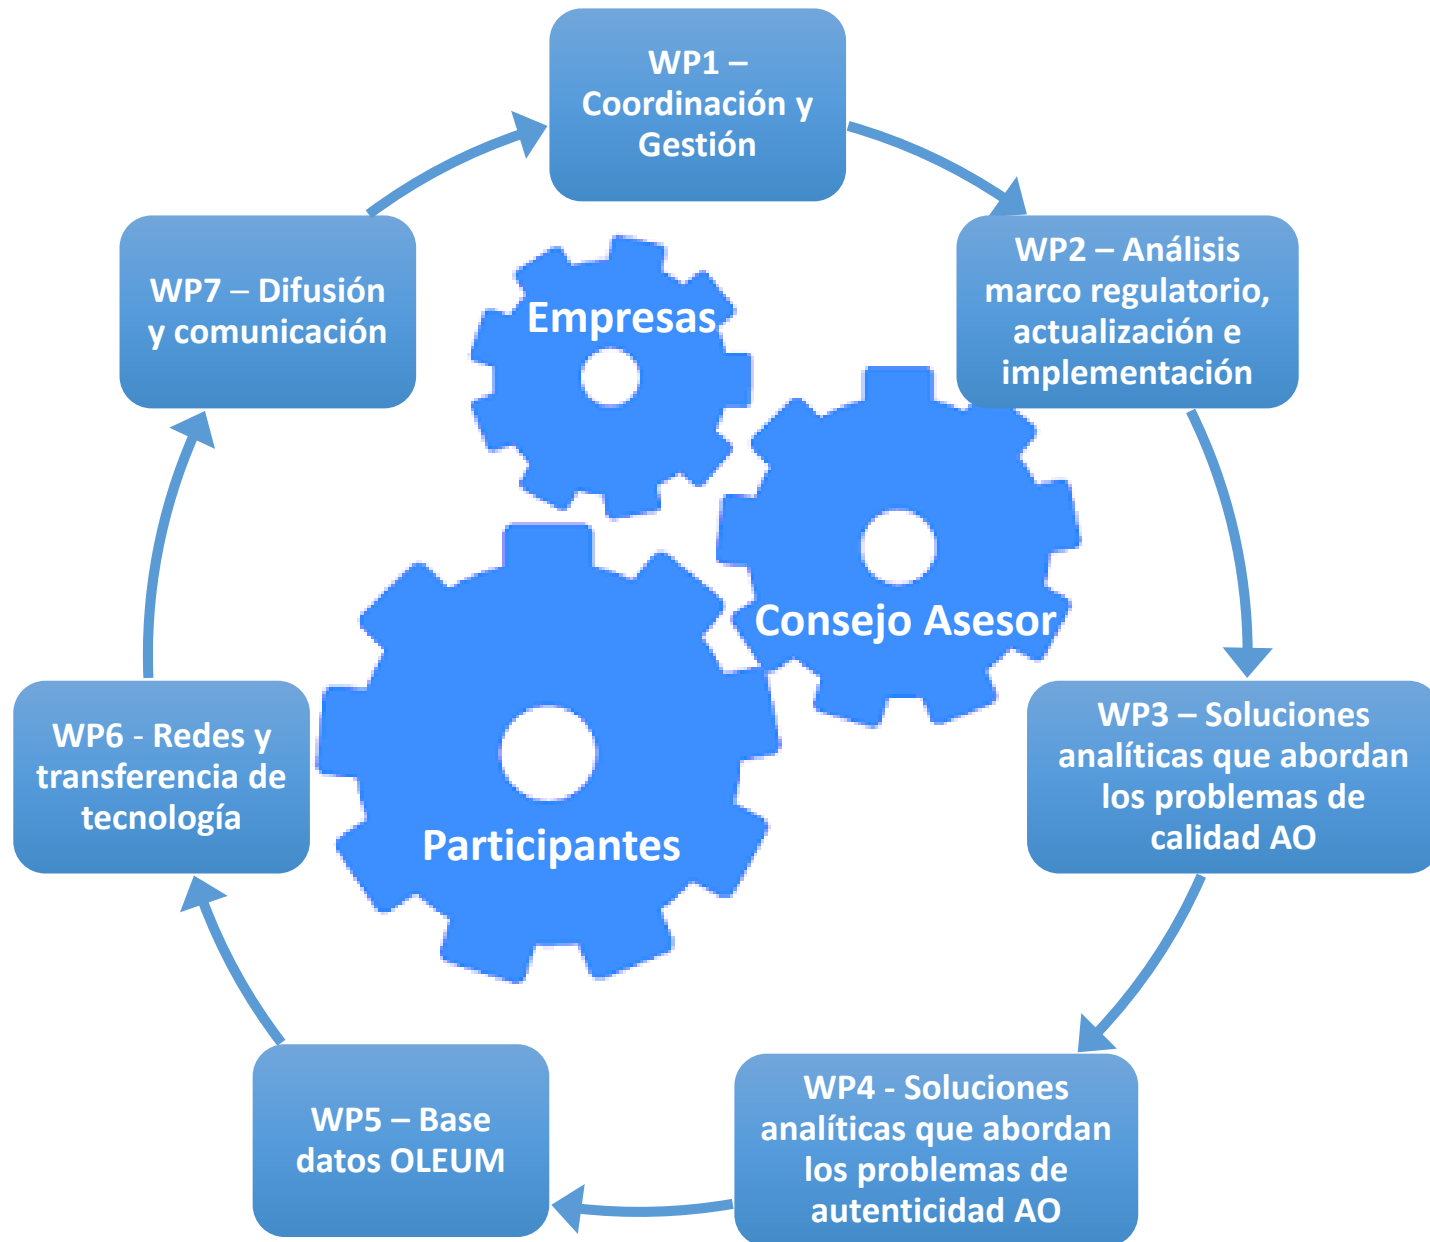 WP1 –
Coordinación y
Gestión
WP2 – Análisis
marco regulatorio,
actualización e
implementación
WP3 – Soluciones
analíticas que abordan
los problemas de
calidad AO
WP4 - Soluciones
analíticas que abordan
los problemas de
autenticidad AO
WP5 – Base
datos OLEUM
WP6 - Redes y
transferencia de
tecnología
WP7 – Difusión
y comunicación
Empresas
Consejo Asesor
Participantes